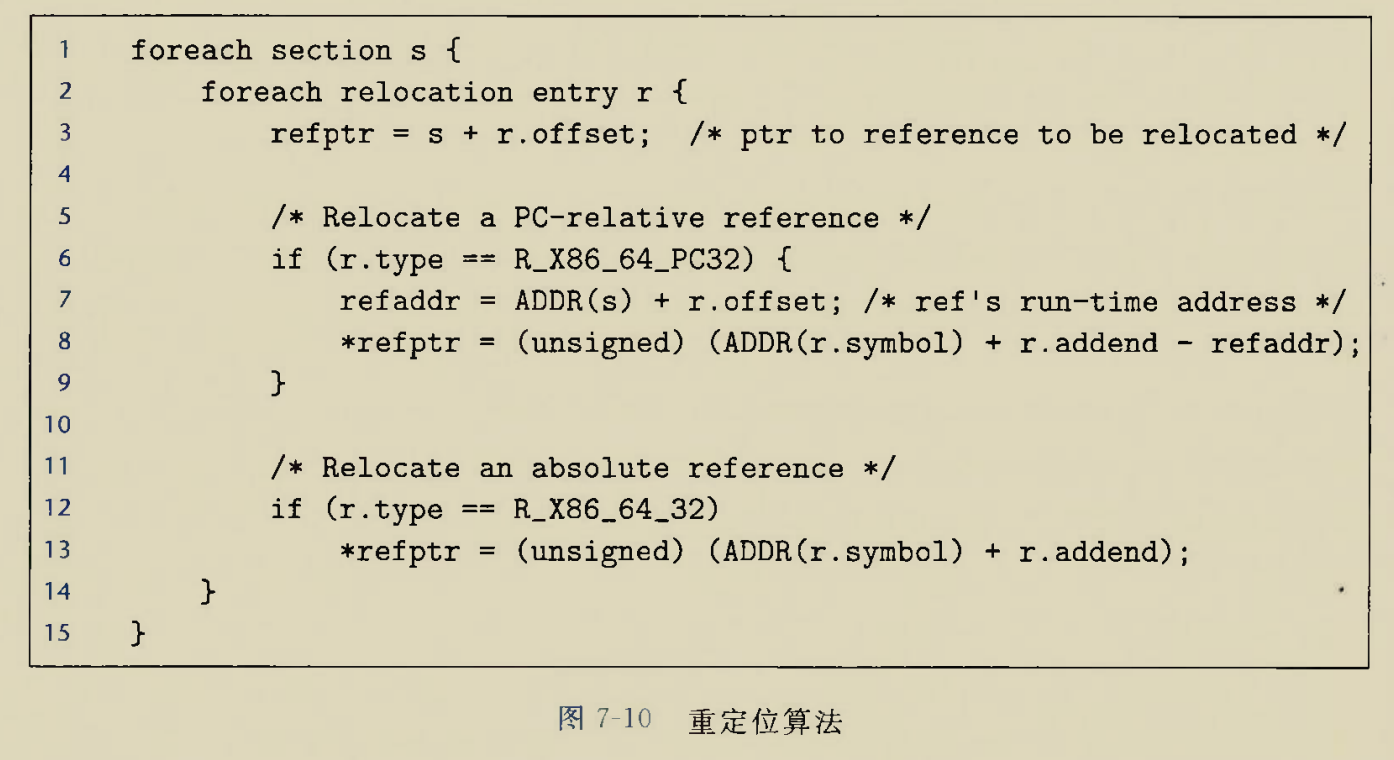 1 foreach section s {
2 foreach relocation entry r {
3 refptr = s + r.offset; /* ptr to reference to be relocated */
4
5 /* Relocate a PC-relative reference */
6 if (r.type == R_X86_64_PC32) {
7 refaddr = ADDR(s) + r.offset; /* ref's run-time address */
8 *refptr = (unsigned) (ADDR(r.symbol) + r.addend - refaddr);
9 }
10
11 /* Relocate an absolute reference */
12 if (r.type == R_X86_64_32)
13 *refptr = (unsigned) (ADDR(r.symbol) + r.addend);
14 }
15 }
图 7-10 重定位算法